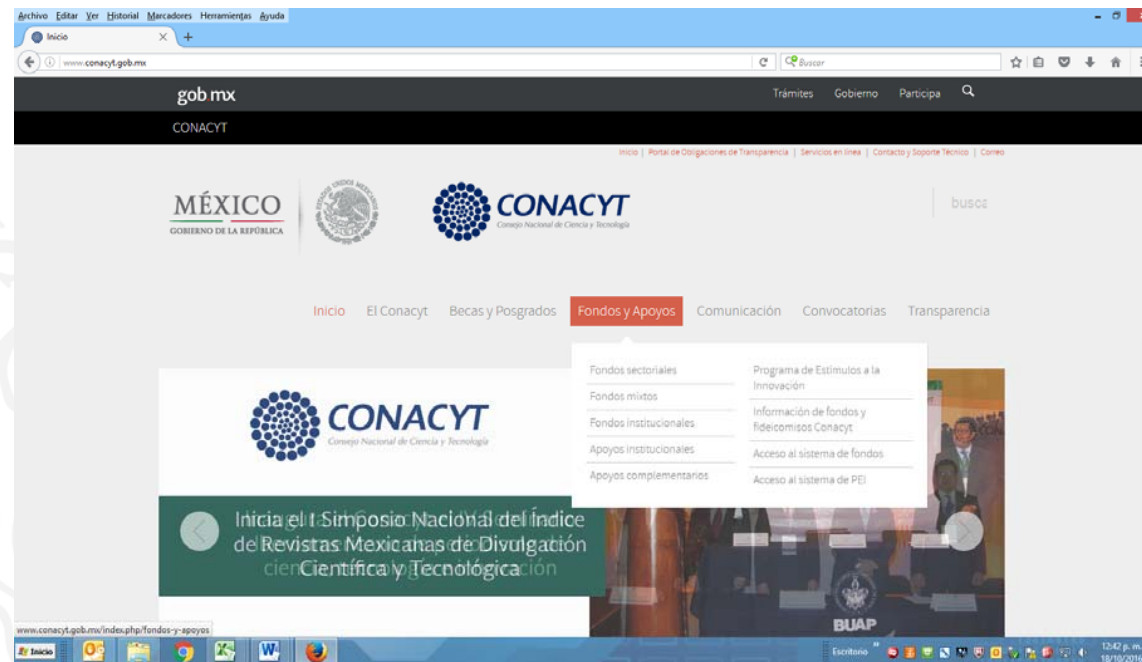 Archivo Editar Ver Historial Marcadores Herramientas Ayuda
Inicio
www.conacyt.gob.mx
Buscar
gob.mx
Trámites Gobierno Participa
CONACYT
Inicio | Portal de Obligaciones de Transparencia | Servicios en línea | Contacto y Soporte Técnico | Correo
MÉXICO
GOBIERNO DE LA REPÚBLICA
ESTADOS UNIDOS MEXICANOS
CONACYT
Consejo Nacional de Ciencia y Tecnología
busca
Inicio El Conacyt Becas y Posgrados Fondos y Apoyos Comunicación Convocatorias Transparencia
Fondos sectoriales
Fondos mixtos
Fondos institucionales
Apoyos institucionales
Apoyos complementarios
Programa de Estímulos a la
Innovación
Información de fondos y
fideicomisos Conacyt
Acceso al sistema de fondos
Acceso al sistema de PEI
CONACYT
Consejo Nacional de Ciencia y Tecnología
Inicia el I Simposio Nacional del Índice
de Revistas Mexicanas de Divulgación
Científica y Tecnológica
BUAP
www.conacyt.gob.mx/index.php/fondos-y-apoyos
Inicio
Escritorio
12:42 p.m.
18/10/2016